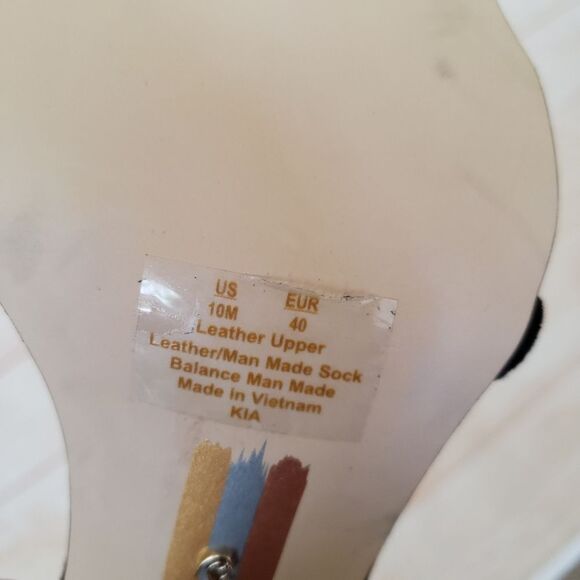 US EUR
10M 40
Leather Upper
Leather/Man Made Sock
Balance Man Made
Made in Vietnam
KIA